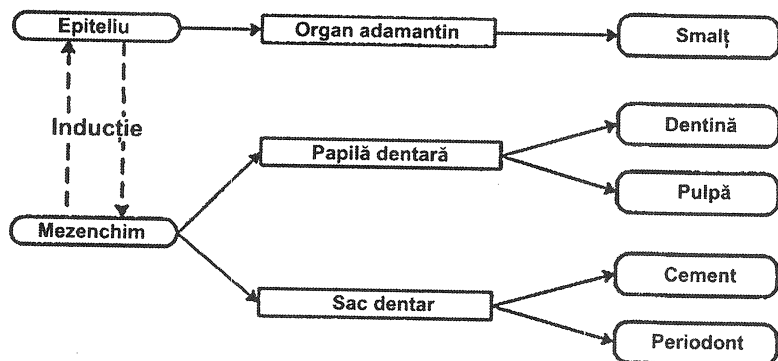 Epiteliu
Organ adamantin
Smalț
Inducție
Dentină
Papilă dentară
Pulpă
Mezenchim
Cement
Sac dentar
Periodont